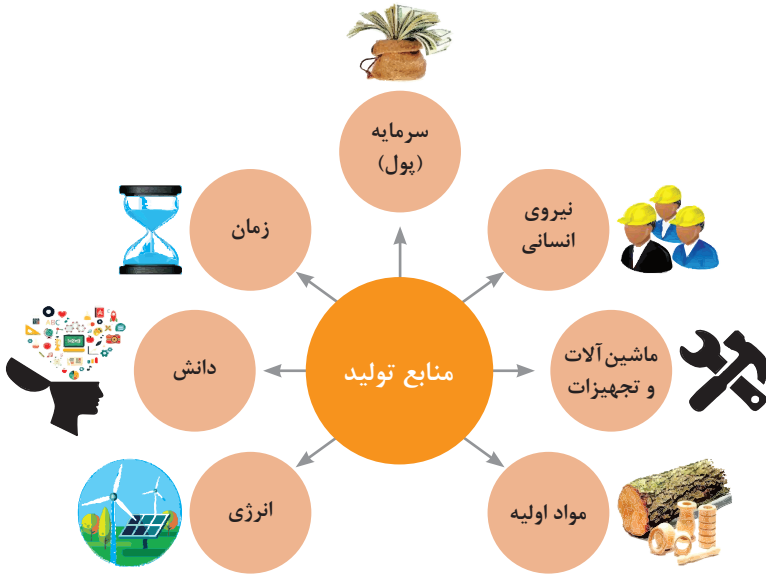 سرمایه
(پول)
نیروی
انسانی
زمان
ماشین‌آلات
و تجهیزات
منابع تولید
دانش
مواد اولیه
انرژی